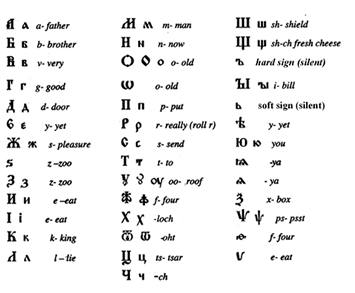 А а a- father
Б б b- brother
В в v- very
Г г g- good
Д д d- door
Є є y- yet
Ж ж s- pleasure
Ѕ z – zoo
З з z- zoo
И и e –eat
І і e- eat
К к k- king
Л л l – tie
М м m- man
Н н n- now
О О о o- old
Ѡ o- old
П п p- put
Р р r- really (roll r)
С с s- send
Т т t- to
У ꙋ оу oo- roof
Ф ф f- four
Х х -loch
Ѿ ѿ -oht
Ц ц ts- tsar
Ч ч -ch
Ш ш sh- shield
Щ щ sh-ch fresh cheese
ъ hard sign (silent)
Ы ы i- bill
ь soft sign (silent)
ѣ y- yet
Ю ю you
ꙗ -ya
ѧ - ya
Ѯ x- box
Ѱ ѱ ps- psst
ѳ f- four
ѵ e- eat